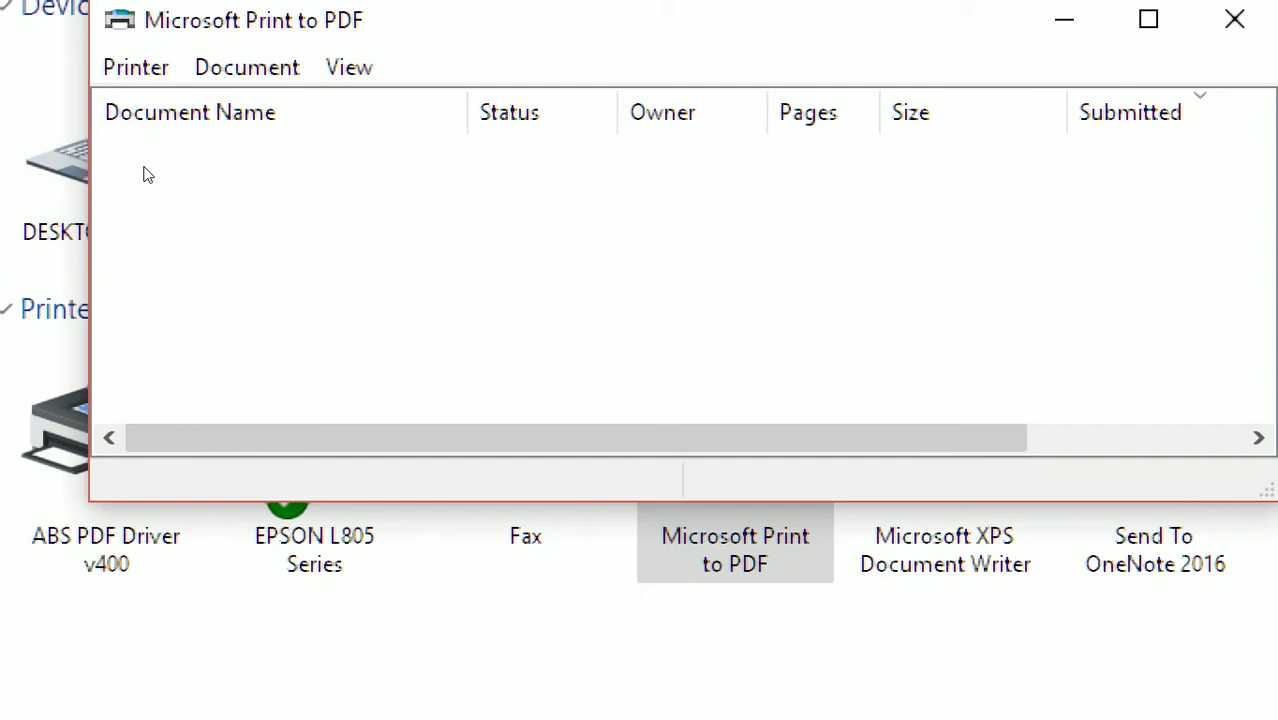 Devic
Microsoft Print to PDF
Printer Document View
Document Name Status Owner Pages Size Submitted
DESKTO
Printe
ABS PDF Driver
v400
EPSON L805
Series
Fax
Microsoft Print
to PDF
Microsoft XPS
Document Writer
Send To
OneNote 2016